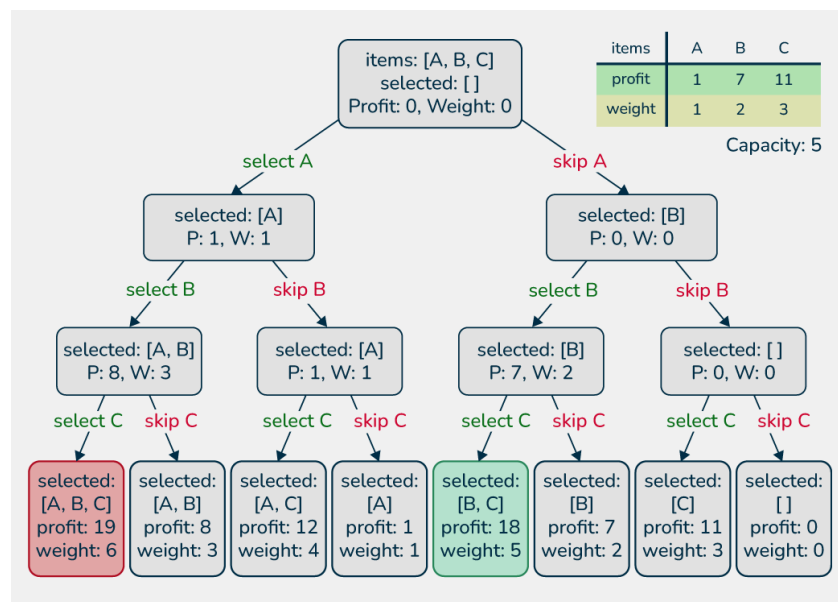 items: [A, B, C]
selected: [ ]
Profit: 0, Weight: 0
items A B C
profit 1 7 11
weight 1 2 3
Capacity: 5
select A
skip A
selected: [A]
P: 1, W: 1
selected: [B]
P: 0, W: 0
select B
skip B
select B
skip B
selected: [A, B]
P: 8, W: 3
selected: [A]
P: 1, W: 1
selected: [B]
P: 7, W: 2
selected: [ ]
P: 0, W: 0
select C
skip C
select C
skip C
select C
skip C
select C
skip C
selected:
[A, B, C]
profit: 19
weight: 6
selected:
[A, B]
profit: 8
weight: 3
selected:
[A, C]
profit: 12
weight: 4
selected:
[A]
profit: 1
weight: 1
selected:
[B, C]
profit: 18
weight: 5
selected:
[B]
profit: 7
weight: 2
selected:
[C]
profit: 11
weight: 3
selected:
[ ]
profit: 0
weight: 0